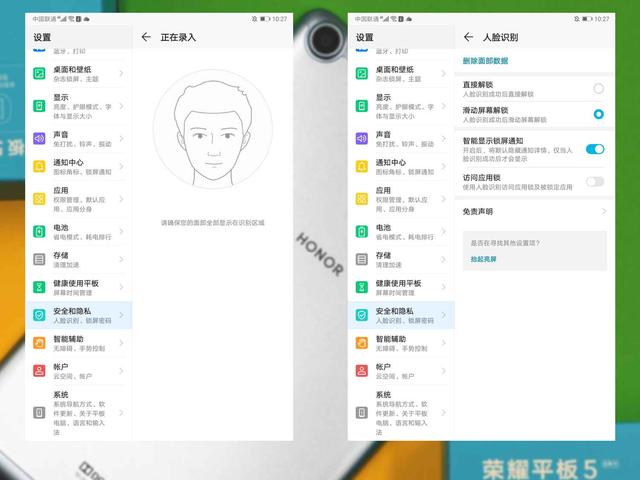 中国联通
10:27
设置
正在录入
蓝牙、打印
桌面和壁纸
杂志锁屏、主题
显示
亮度、护眼模式、字
体与显示大小
声音
免打扰、铃声、振动
通知中心
图标角标、锁屏通知
应用
权限管理、默认应
用、应用分身
电池
省电模式、耗电排行
存储
清理加速
健康使用平板
屏幕时间管理
安全和隐私
人脸识别、锁屏密码
智能辅助
无障碍、手势控制
帐户
云空间、帐户
系统
系统导航方式、软
件更新、关于平板
电脑、语言和输入
法
请确保您的面部全部显示在识别区域
中国联通
10:27
设置
人脸识别
蓝牙、打印
桌面和壁纸
杂志锁屏、主题
显示
亮度、护眼模式、字
体与显示大小
声音
免打扰、铃声、振动
通知中心
图标角标、锁屏通知
应用
权限管理、默认应
用、应用分身
电池
省电模式、耗电排行
存储
清理加速
健康使用平板
屏幕时间管理
安全和隐私
人脸识别、锁屏密码
智能辅助
无障碍、手势控制
帐户
云空间、帐户
系统
系统导航方式、软
件更新、关于平板
电脑、语言和输入
法
删除面部数据
直接解锁
人脸识别成功后直接解锁
滑动屏幕解锁
人脸识别成功后滑动屏幕解锁
智能显示锁屏通知
开启后，将默认隐藏通知详情，仅当人
脸识别成功后才会显示
访问应用锁
使用人脸识别访问应用锁及被锁定应用
免责声明
是否在寻找其他设置项？
抬起亮屏
HONOR
荣耀平板5